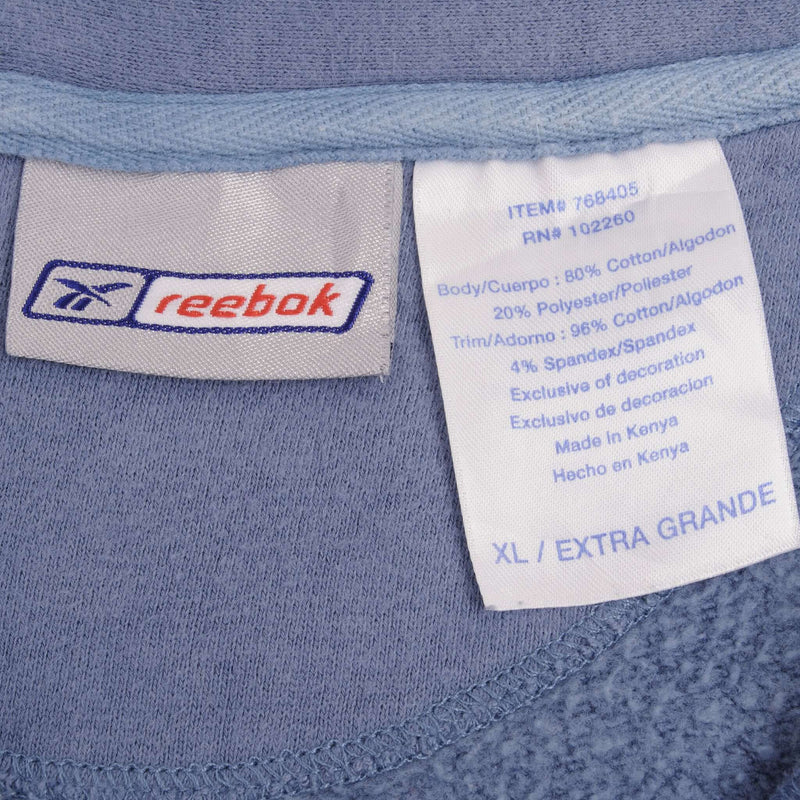 reebok
ITEM# 768405
RN# 102260
Body/Cuerpo : 80% Cotton/Algodon
20% Polyester/Poliester
Trim/Adorno : 96% Cotton/Algodon
4% Spandex/Spandex
Exclusive of decoration
Exclusivo de decoracion
Made in Kenya
Hecho en Kenya
XL / EXTRA GRANDE